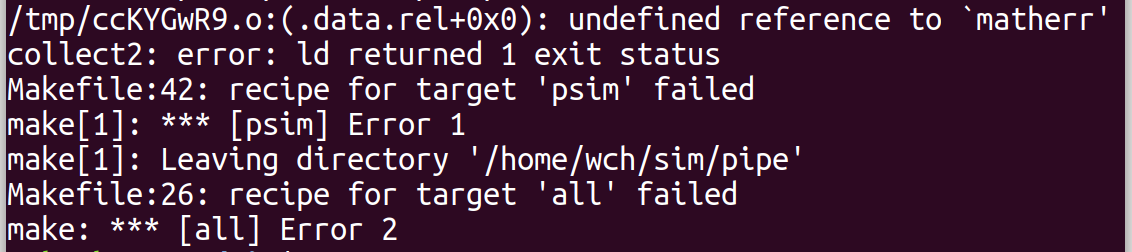 /tmp/ccKYGwR9.o:(.data.rel+0x0): undefined reference to `matherr'
collect2: error: ld returned 1 exit status
Makefile:42: recipe for target 'psim' failed
make[1]: *** [psim] Error 1
make[1]: Leaving directory '/home/wch/sim/pipe'
Makefile:26: recipe for target 'all' failed
make: *** [all] Error 2